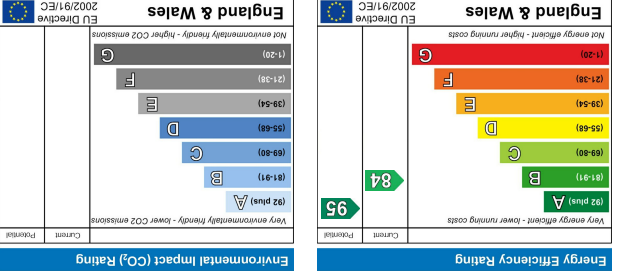 Energy Efficiency Rating
Current Potential
Very energy efficient - lower running costs
(92 plus) A
(81-91) B
(69-80) C
(55-68) D
(39-54) E
(21-38) F
(1-20) G
Not energy efficient - higher running costs
84
95
England & Wales
EU Directive
2002/91/EC
Environmental Impact (CO₂) Rating
Current Potential
Very environmentally friendly - lower CO2 emissions
(92 plus) A
(81-91) B
(69-80) C
(55-68) D
(39-54) E
(21-38) F
(1-20) G
Not environmentally friendly - higher CO2 emissions
England & Wales
EU Directive
2002/91/EC